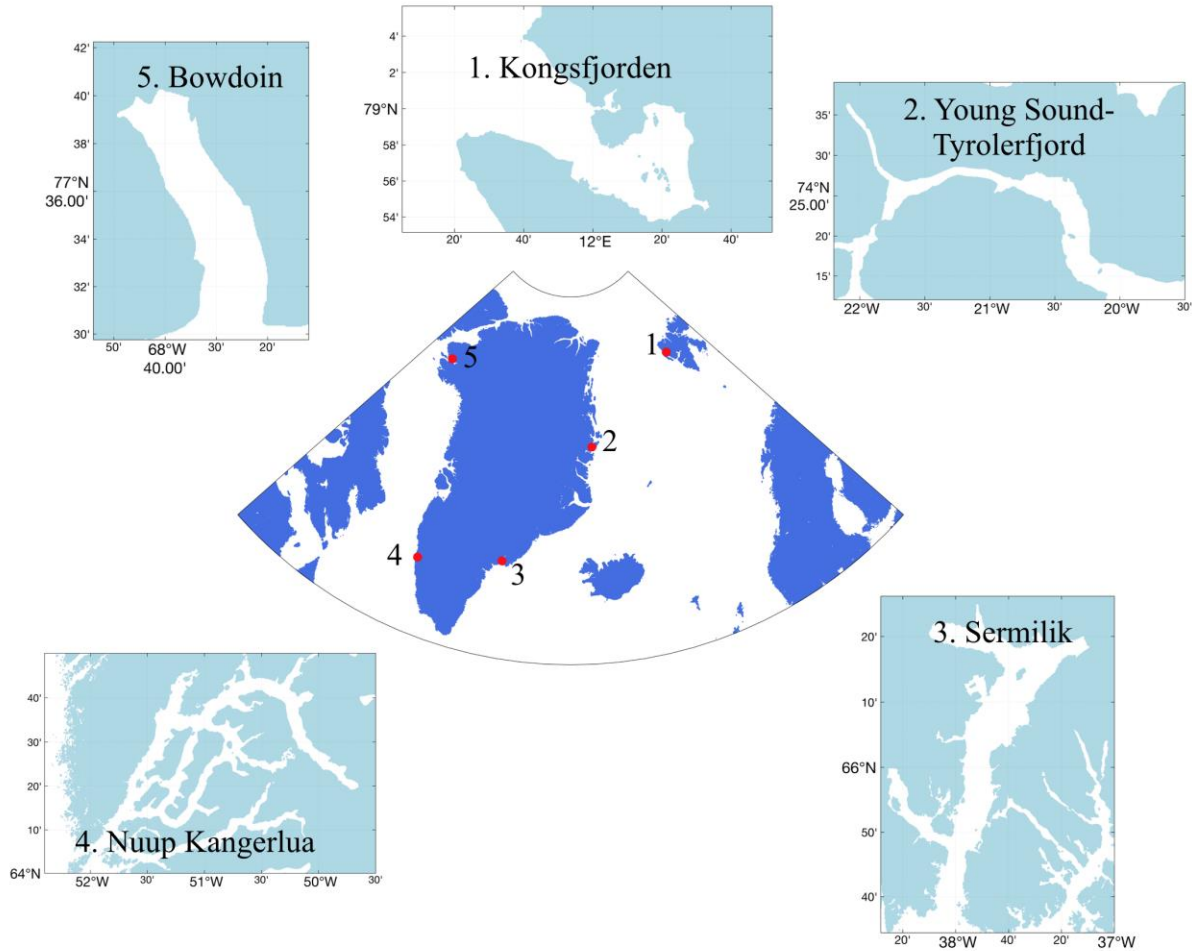 5. Bowdoin
42'
40'
38'
77°N
36.00'
34'
32'
30'
50'
68°W
40.00'
30'
20'
1. Kongsfjorden
4'
2'
79°N
58'
56'
54'
20'
40'
12°E
20'
40'
2. Young Sound-
Tyrolerfjord
35'
30'
74°N
25.00'
20'
15'
22°W
30'
21°W
30'
20°W
30'
1
5
2
4
3
4. Nuup Kangerlua
40'
30'
20'
10'
64°N
52°W
30'
51°W
30'
50°W
30'
3. Sermilik
20'
10'
66°N
50'
40'
20'
38°W
40'
20'
37°W